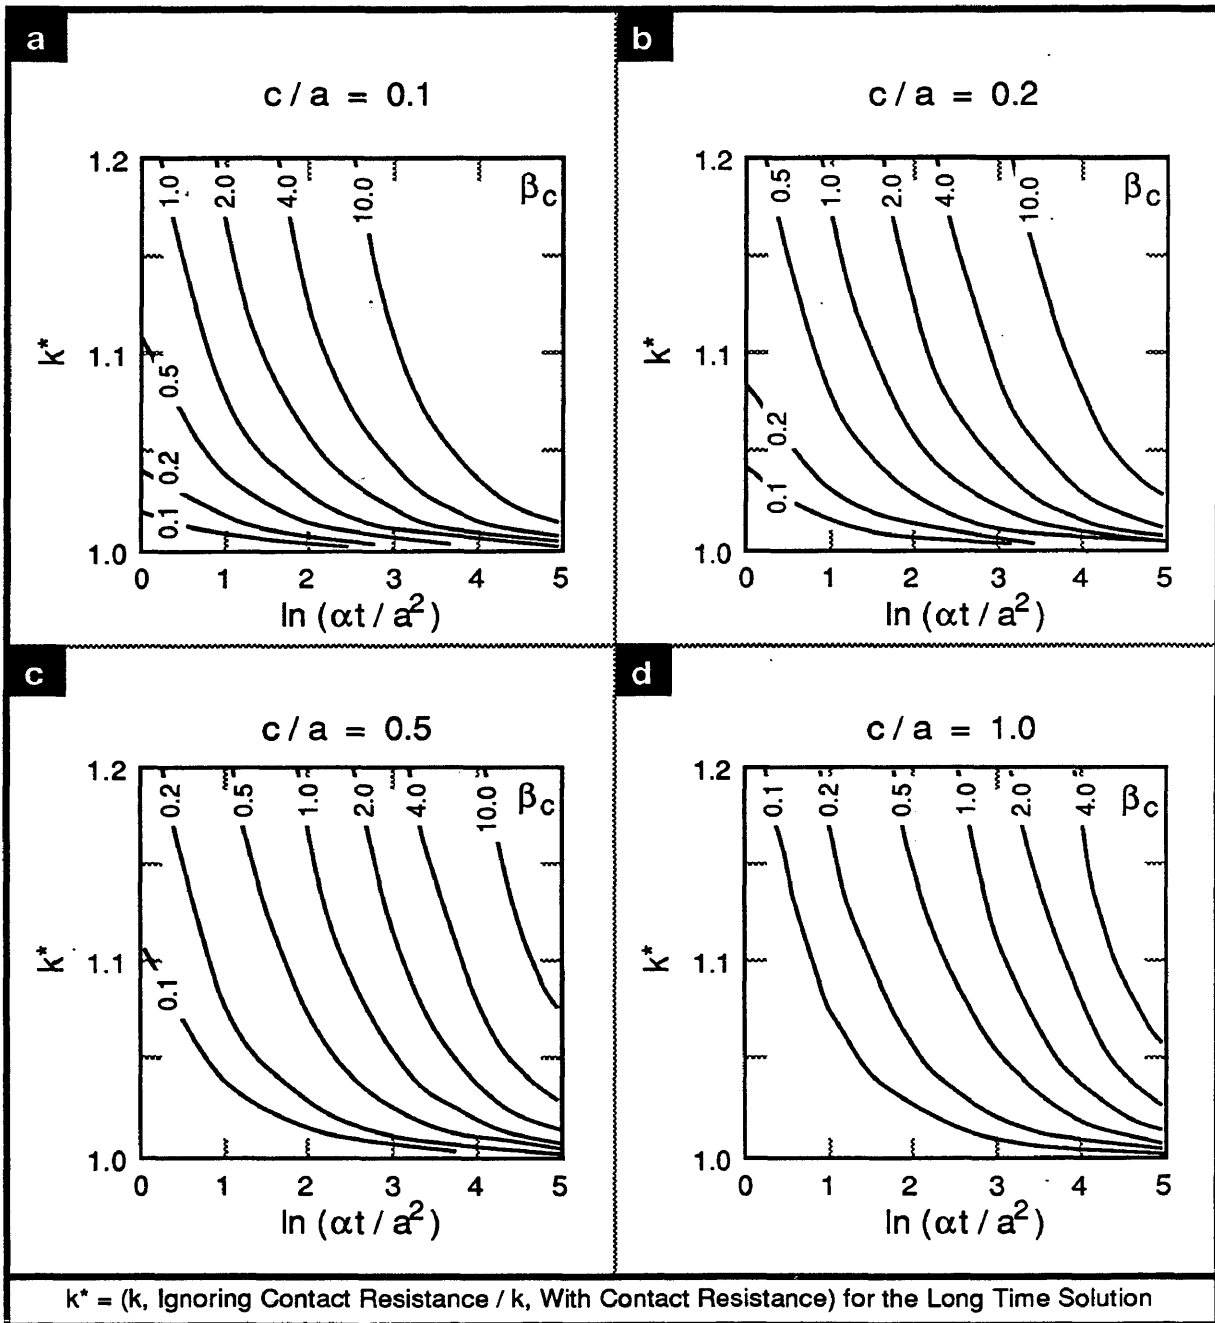 a
c / a = 0.1
1.2
1.1
1.0
k*
1.0
2.0
4.0
10.0
βc
0.5
0.2
0.1
0 1 2 3 4 5
ln (αt / a²)
b
c / a = 0.2
1.2
1.1
1.0
k*
0.5
1.0
2.0
4.0
10.0
βc
0.2
0.1
0 1 2 3 4 5
ln (αt / a²)
c
c / a = 0.5
1.2
1.1
1.0
k*
0.2
0.5
1.0
2.0
4.0
10.0
βc
0.1
0 1 2 3 4 5
ln (αt / a²)
d
c / a = 1.0
1.2
1.1
1.0
k*
0.1
0.2
0.5
1.0
2.0
4.0
βc
0 1 2 3 4 5
ln (αt / a²)
k* = (k, Ignoring Contact Resistance / k, With Contact Resistance) for the Long Time Solution